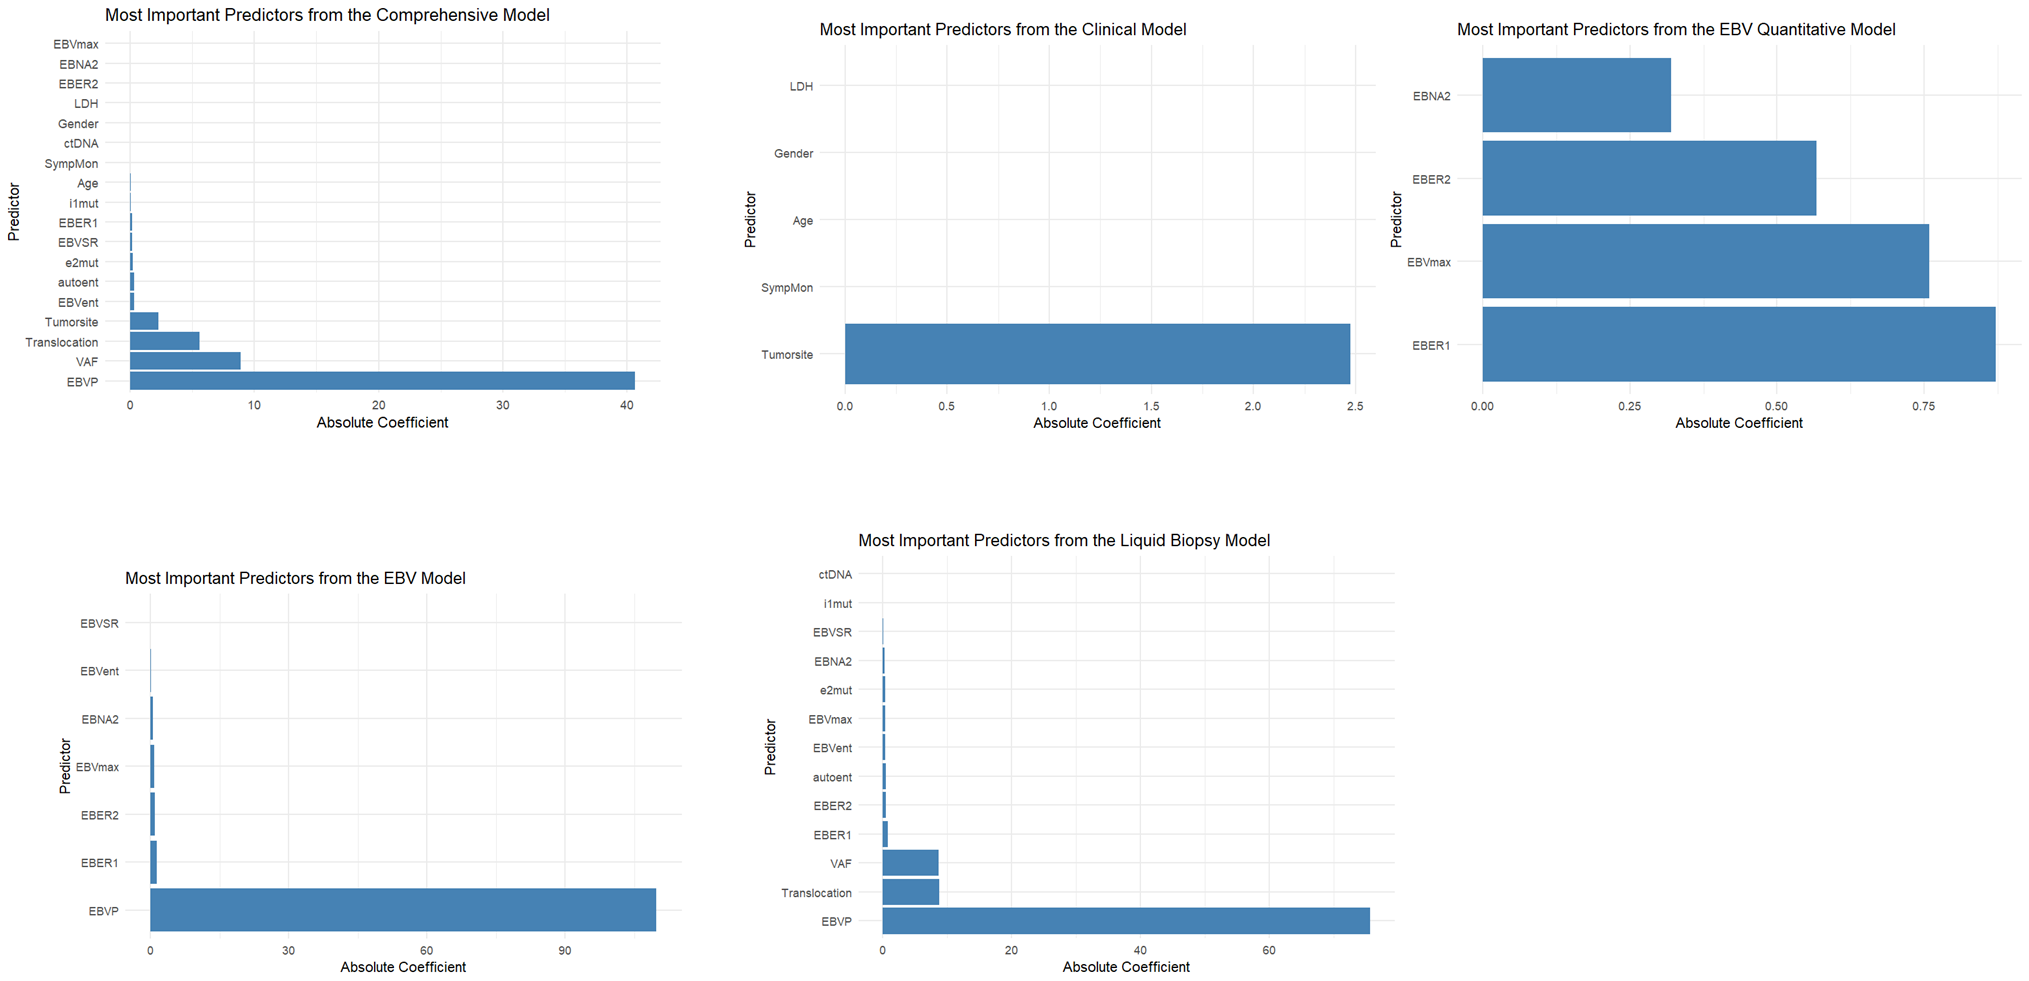 Most Important Predictors from the Comprehensive Model
EBVmax
EBNA2
EBER2
LDH
Gender
ctDNA
SympMon
Age
i1mut
EBER1
EBVSR
e2mut
autoent
EBVent
Tumorsite
Translocation
VAF
EBVP
Predictor
0 10 20 30 40
Absolute Coefficient
Most Important Predictors from the Clinical Model
LDH
Gender
Age
SympMon
Tumorsite
Predictor
0.0 0.5 1.0 1.5 2.0 2.5
Absolute Coefficient
Most Important Predictors from the EBV Quantitative Model
EBNA2
EBER2
EBVmax
EBER1
Predictor
0.00 0.25 0.50 0.75
Absolute Coefficient
Most Important Predictors from the EBV Model
EBVSR
EBVent
EBNA2
EBVmax
EBER2
EBER1
EBVP
Predictor
0 30 60 90
Absolute Coefficient
Most Important Predictors from the Liquid Biopsy Model
ctDNA
i1mut
EBVSR
EBNA2
e2mut
EBVmax
EBVent
autoent
EBER2
EBER1
VAF
Translocation
EBVP
Predictor
0 20 40 60
Absolute Coefficient